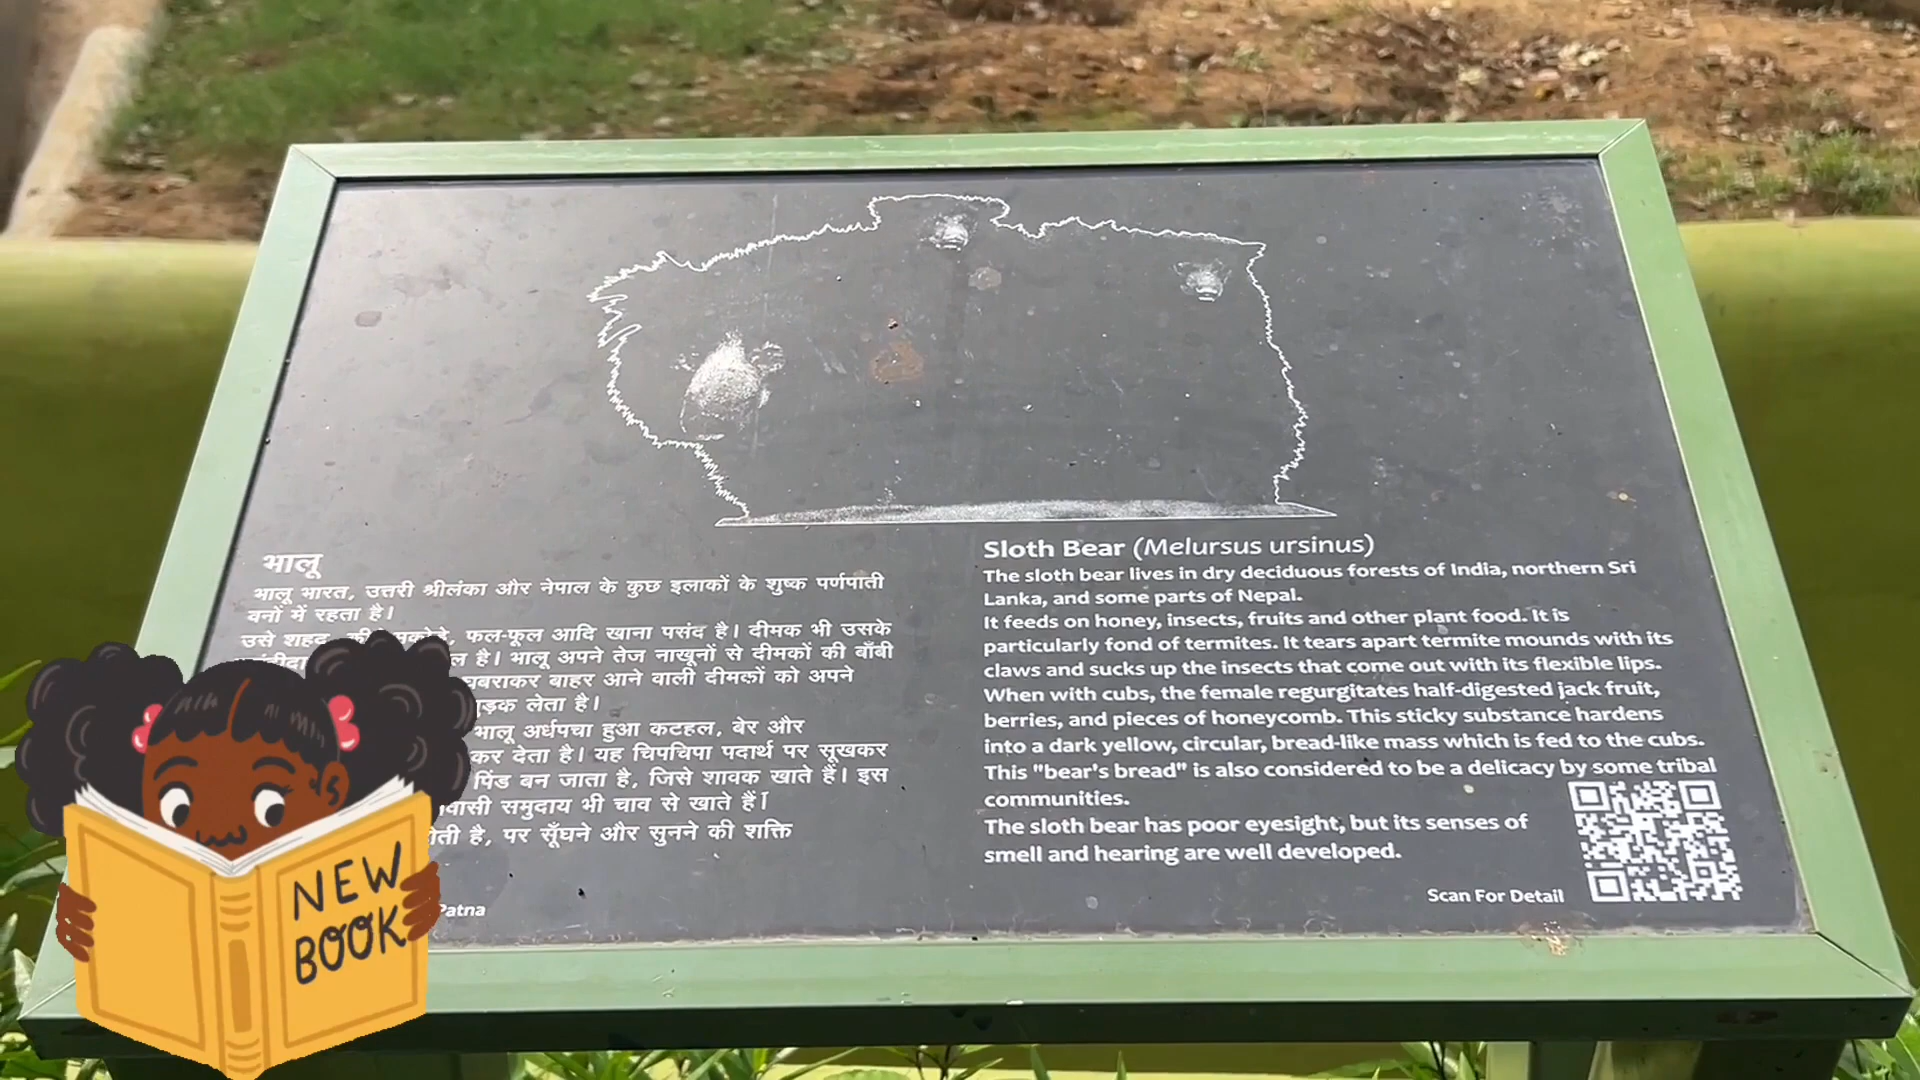 भालू
भालू भारत, उत्तरी श्रीलंका और नेपाल के कुछ इलाकों के शुष्क पर्णपाती
वनों में रहता है।
उसे शहद, फल-फूल आदि खाना पसंद है। दीमक भी उसके
है। भालू अपने तेज नाखूनों से दीमकों की बाँबी
घबराकर बाहर आने वाली दीमकों को अपने
लेता है।
भालू अर्धपचा हुआ कटहल, बेर और
कर देता है। यह चिपचिपा पदार्थ पर सूखकर
पिंड बन जाता है, जिसे शावक खाते हैं। इस
समुदाय भी चाव से खाते हैं।
है, पर सूँघने और सुनने की शक्ति
Patna
Sloth Bear (Melursus ursinus)
The sloth bear lives in dry deciduous forests of India, northern Sri
Lanka, and some parts of Nepal.
It feeds on honey, insects, fruits and other plant food. It is
particularly fond of termites. It tears apart termite mounds with its
claws and sucks up the insects that come out with its flexible lips.
When with cubs, the female regurgitates half-digested jack fruit,
berries, and pieces of honeycomb. This sticky substance hardens
into a dark yellow, circular, bread-like mass which is fed to the cubs.
This "bear's bread" is also considered to be a delicacy by some tribal
communities.
The sloth bear has poor eyesight, but its senses of
smell and hearing are well developed.
Scan For Detail
NEW
BOOK